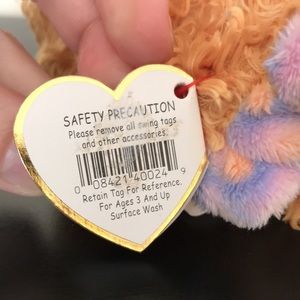 SAFETY PRECAUTION
Please remove all swing tags
and other accessories.
0 08421 40024 9
Retain Tag For Reference.
For Ages 3 And Up
Surface Wash